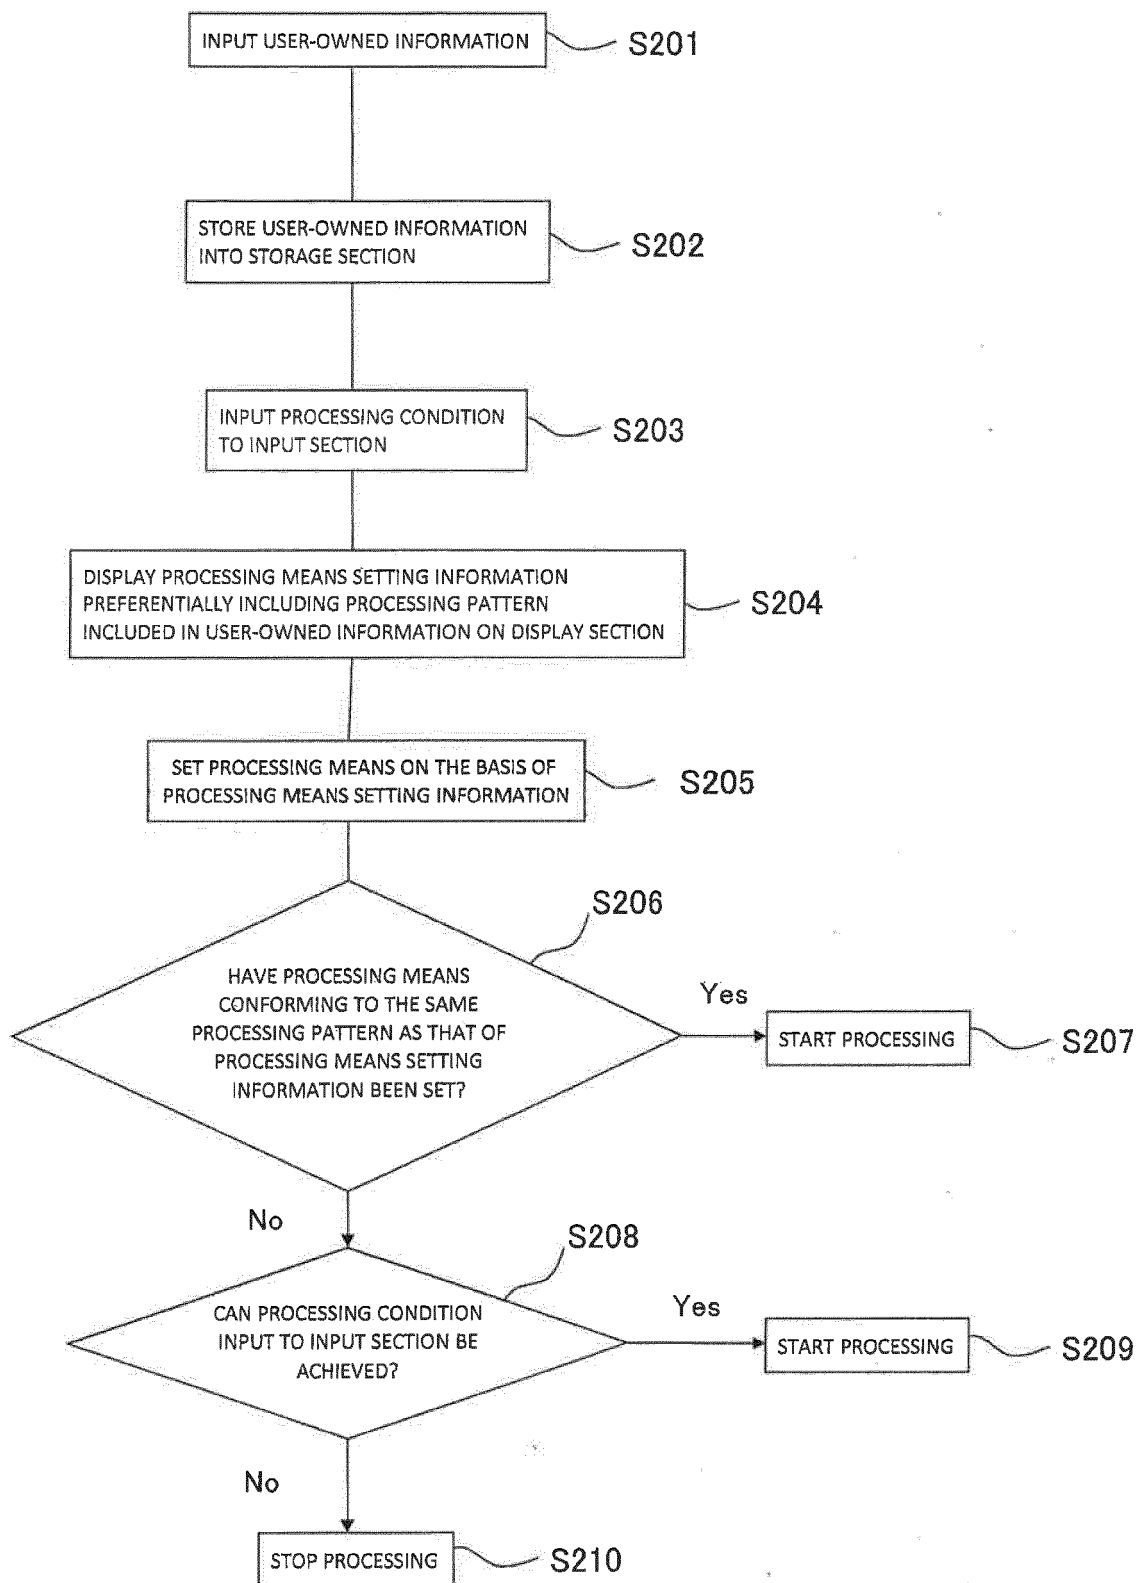 INPUT USER-OWNED INFORMATION
S201
STORE USER-OWNED INFORMATION
INTO STORAGE SECTION
S202
INPUT PROCESSING CONDITION
TO INPUT SECTION
S203
DISPLAY PROCESSING MEANS SETTING INFORMATION
PREFERENTIALLY INCLUDING PROCESSING PATTERN
INCLUDED IN USER-OWNED INFORMATION ON DISPLAY SECTION
S204
SET PROCESSING MEANS ON THE BASIS OF
PROCESSING MEANS SETTING INFORMATION
S205
S206
HAVE PROCESSING MEANS
CONFORMING TO THE SAME
PROCESSING PATTERN AS THAT OF
PROCESSING MEANS SETTING
INFORMATION BEEN SET?
Yes
START PROCESSING
S207
No
S208
CAN PROCESSING CONDITION
INPUT TO INPUT SECTION BE
ACHIEVED?
Yes
START PROCESSING
S209
No
STOP PROCESSING
S210